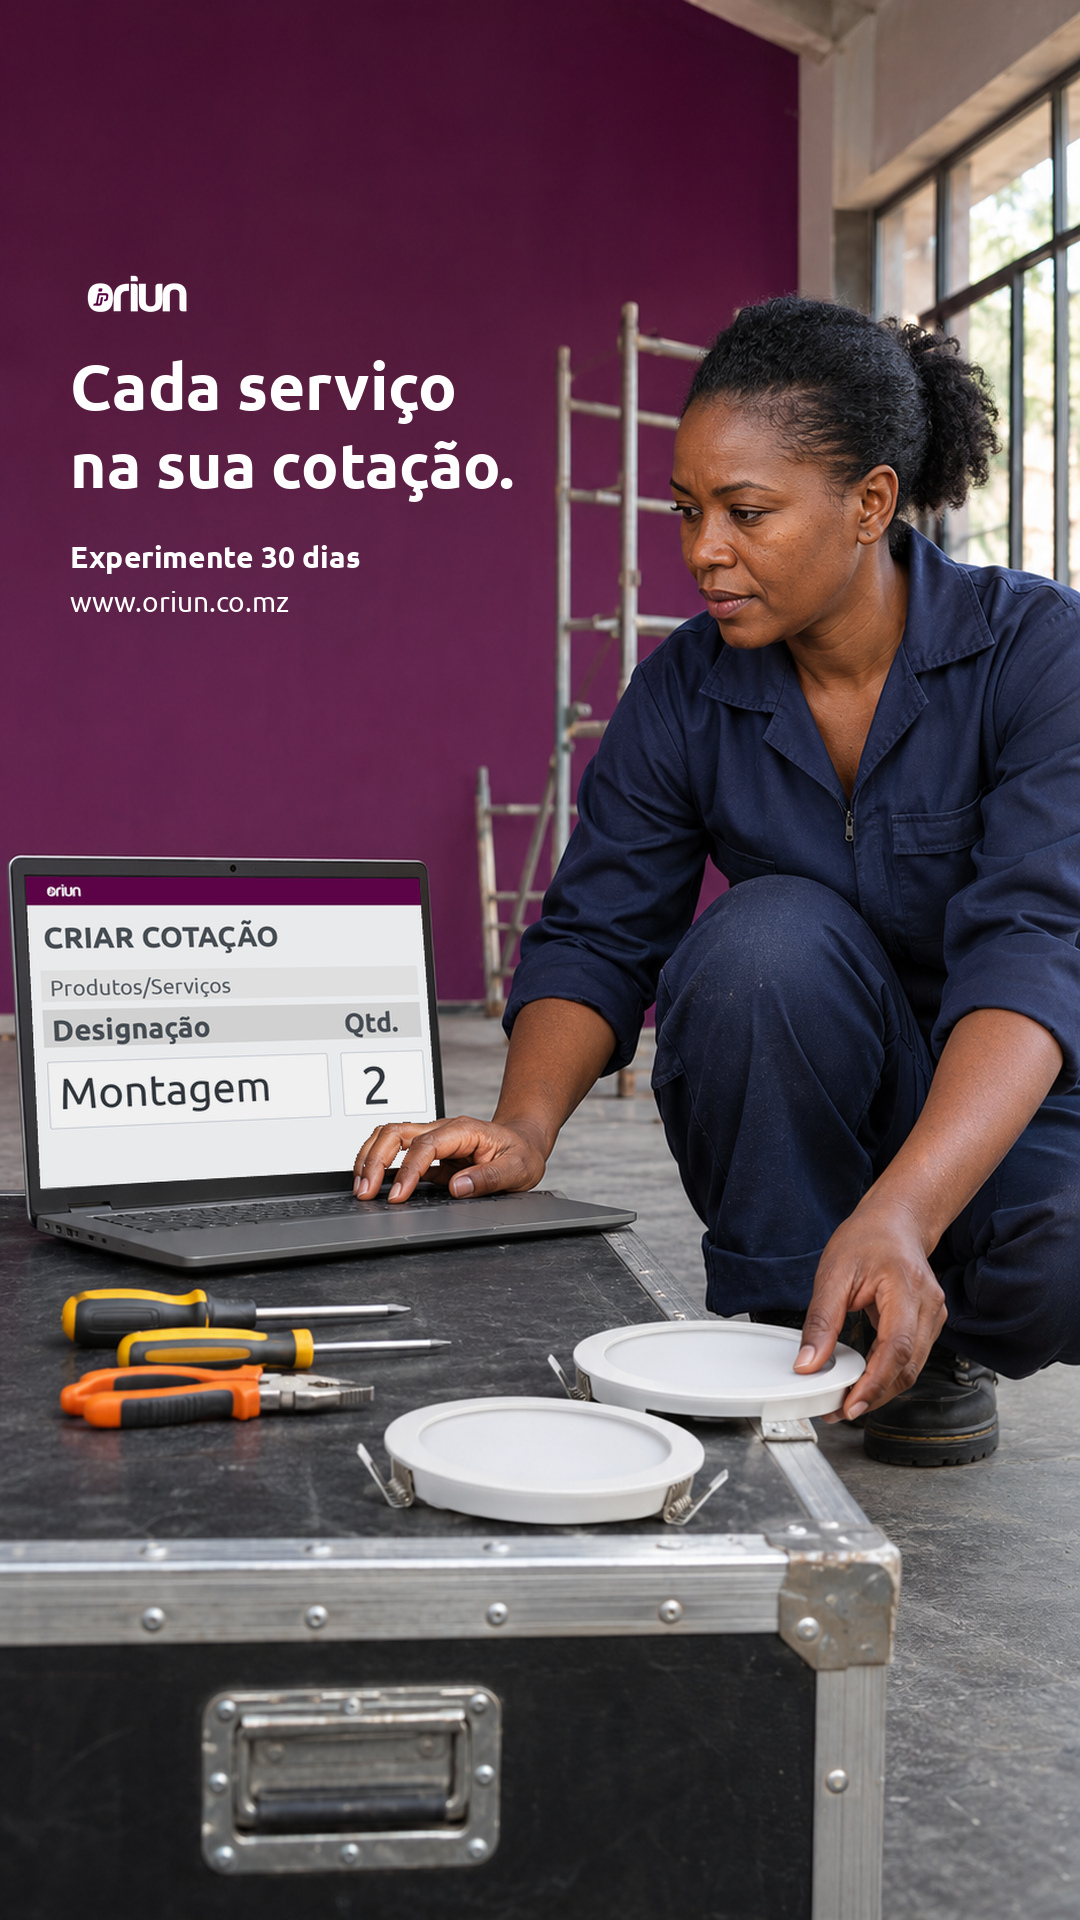 oriun
Cada serviço
na sua cotação.
Experimente 30 dias
www.oriun.co.mz
oriun
CRIAR COTAÇÃO
Produtos/Serviços
Designação Qtd.
Montagem 2